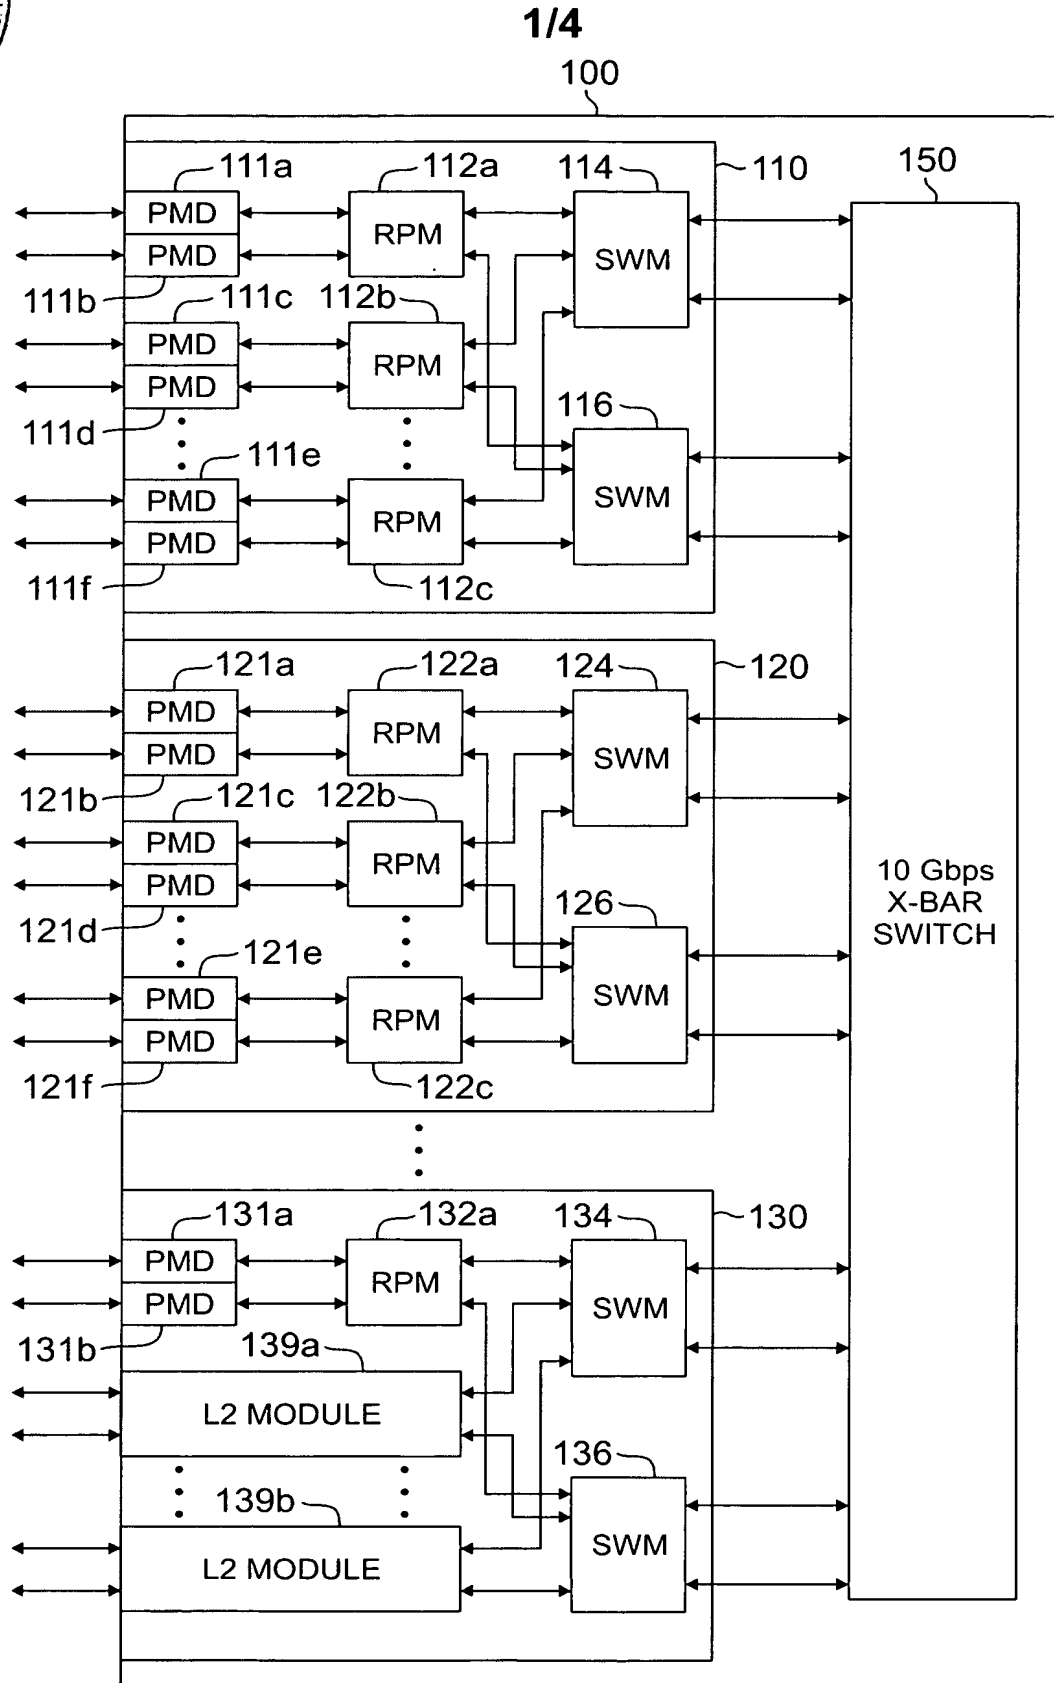 1/4
100
111a 112a 114 110 150
PMD
RPM
PMD
SWM
111b 111c 112b
PMD
RPM
PMD
111d 116
111e
PMD
RPM
SWM
PMD
111f 112c
121a 122a 124 120
PMD
RPM
PMD
SWM
121b 121c 122b
PMD
RPM
PMD
10 Gbps
X-BAR
SWITCH
121d 126
121e
PMD
RPM
SWM
PMD
121f 122c
131a 132a 134 130
PMD
RPM
PMD
SWM
131b 139a
L2 MODULE
136
139b
L2 MODULE
SWM